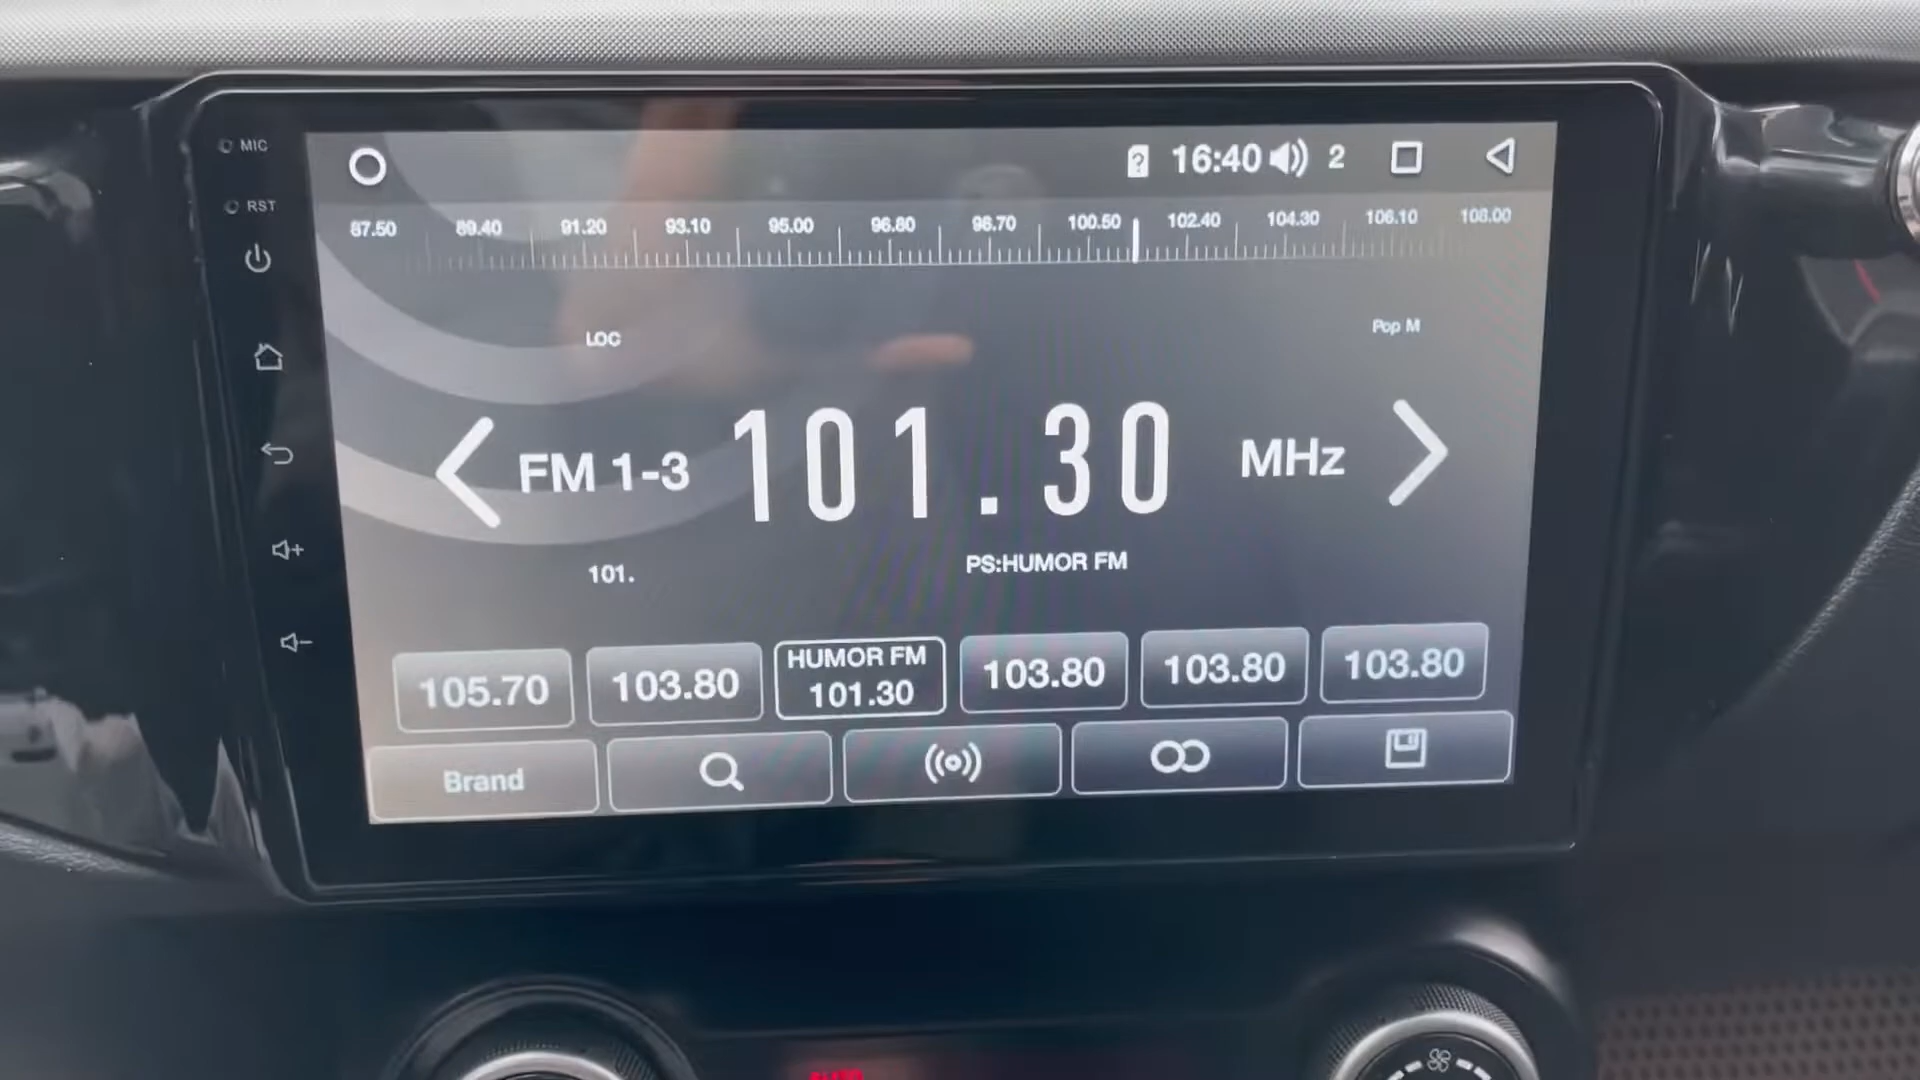 MIC
RST
16:40 2
87.50 89.40 91.20 93.10 95.00 96.80 98.70 100.50 102.40 104.30 106.10 108.00
LOC
Pop M
FM 1-3 101.30 MHz
101.
PS:HUMOR FM
HUMOR FM
105.70 103.80 101.30 103.80 103.80 103.80
Brand